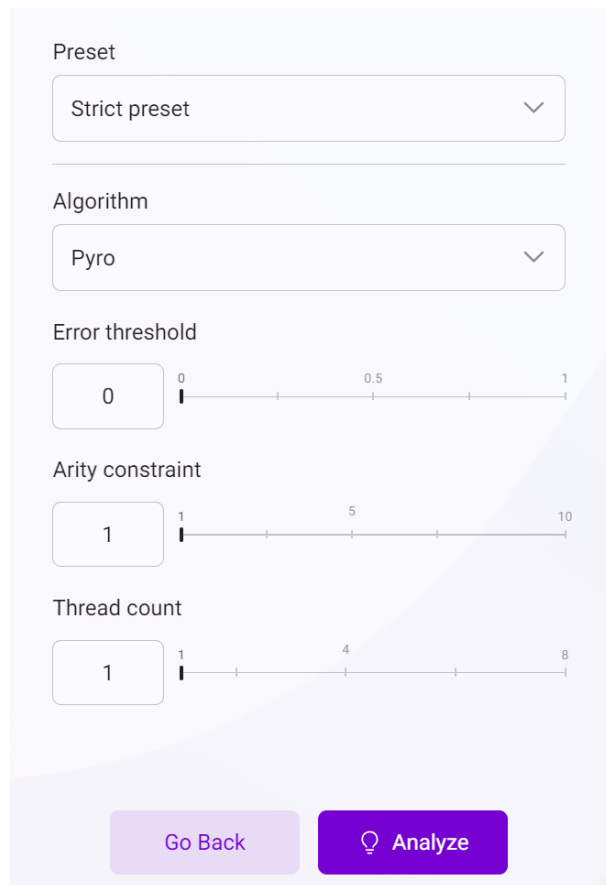 Preset
Strict preset
Algorithm
Pyro
Error threshold
0
0 0.5 1
Arity constraint
1
1 5 10
Thread count
1
1 4 8
Go Back
Analyze